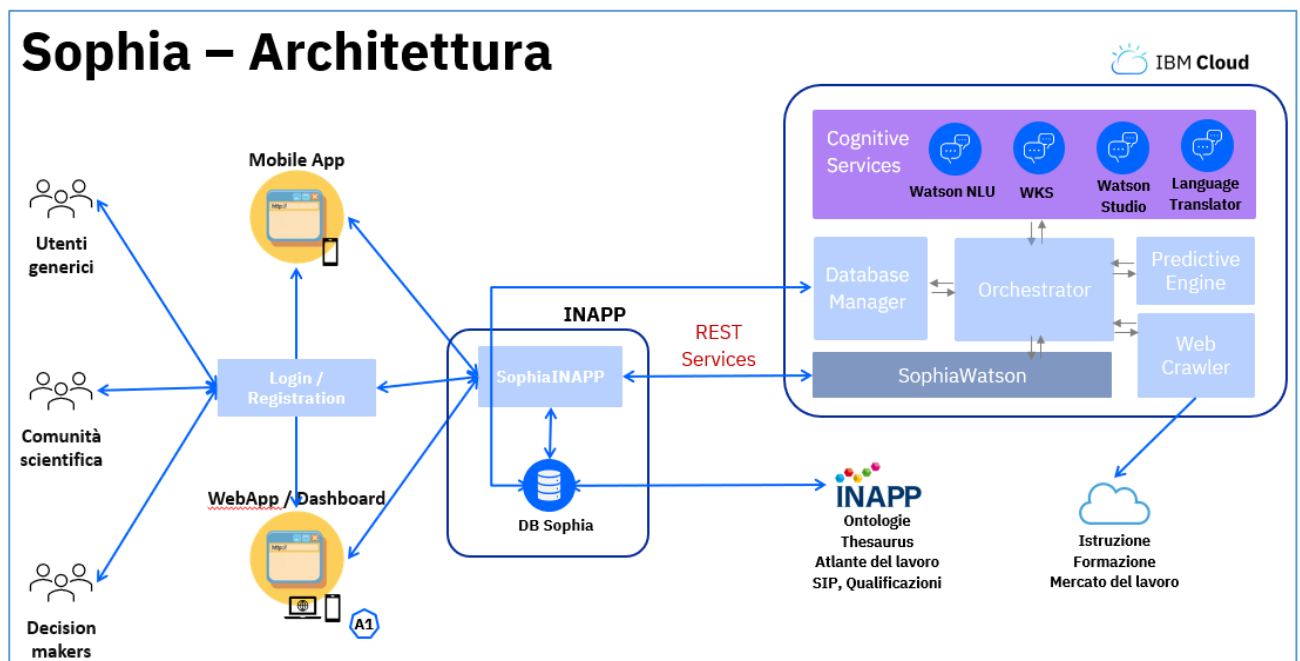 Sophia – Architettura
IBM Cloud
Cognitive
Services
Watson NLU
WKS
Watson
Studio
Language
Translator
Mobile App
http://
Utenti
generici
Database
Manager
Orchestrator
Predictive
Engine
INAPP
REST
Services
Web
Crawler
Login /
Registration
SophiaINAPP
SophiaWatson
Comunità
scientifica
WebApp / Dashboard
http://
DB Sophia
INAPP
Ontologie
Thesaurus
Atlante del lavoro
SIP, Qualificazioni
Istruzione
Formazione
Mercato del lavoro
A1
Decision
makers